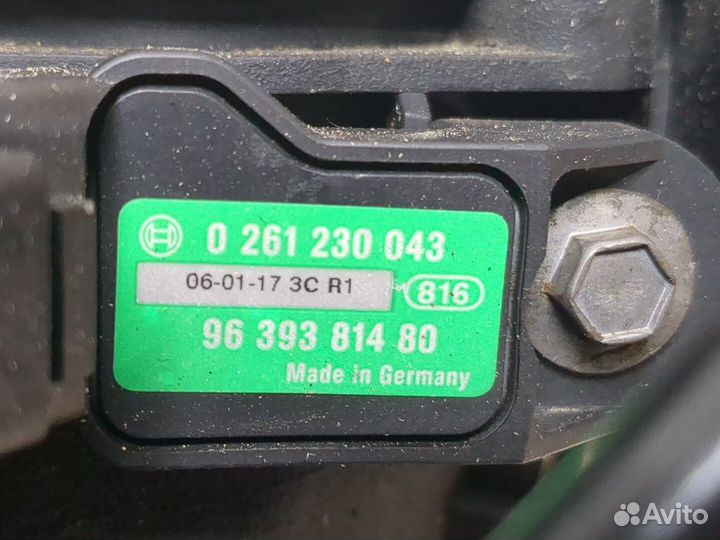 0 261 230 043
06-01-17 3C R1
816
96 393 814 80
Made in Germany
Avito